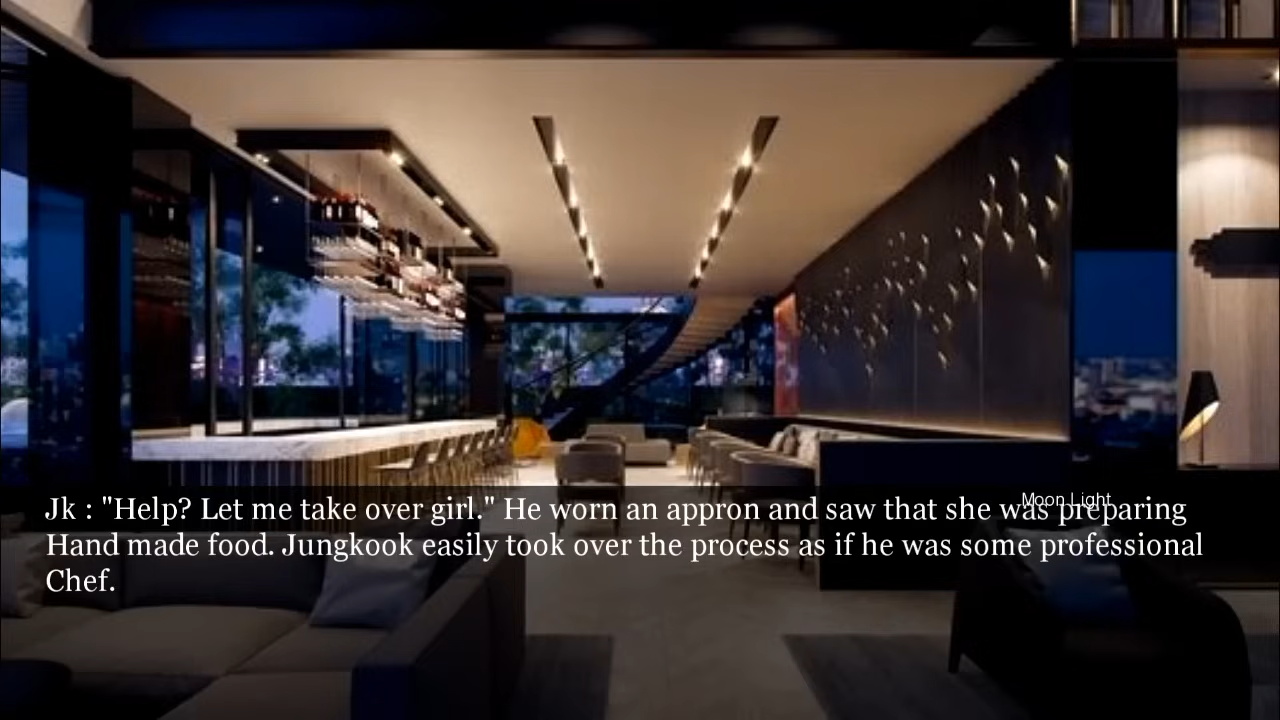 Jk : "Help? Let me take over girl." He worn an appron and saw that she was preparing
Hand made food. Jungkook easily took over the process as if he was some professional
Chef.
Moon Light